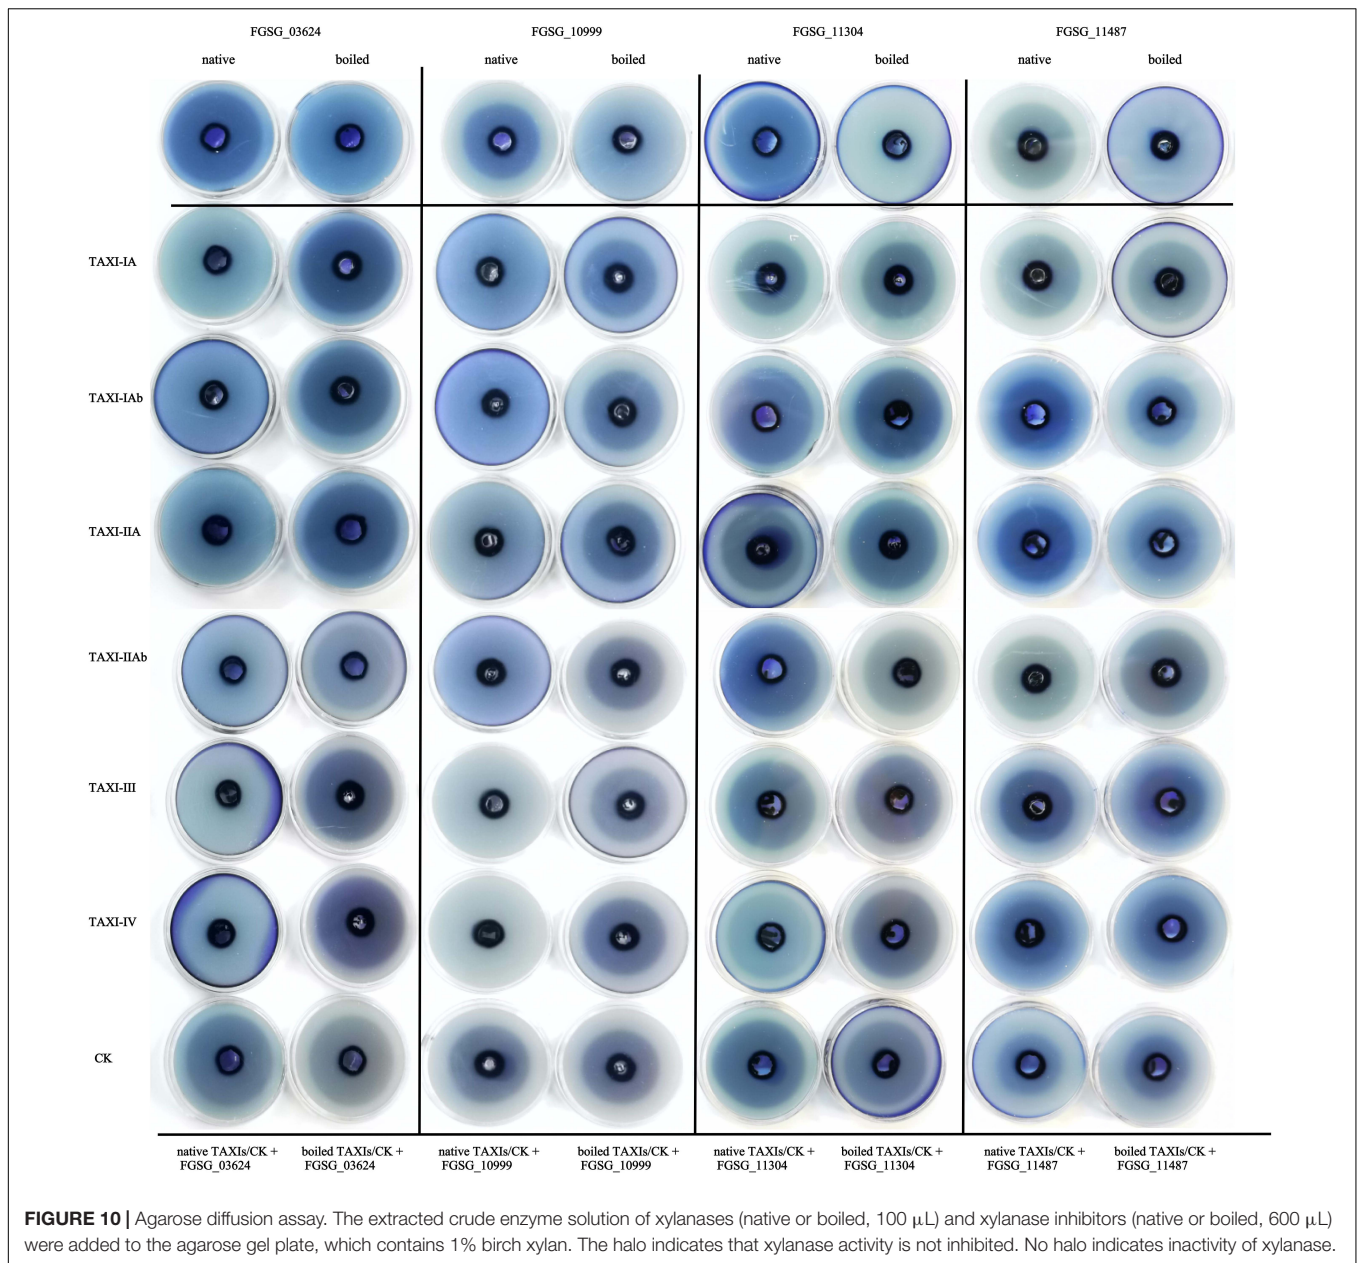 FGSG_03624 FGSG_10999 FGSG_11304 FGSG_11487
native boiled native boiled native boiled native boiled
TAXI-IA
TAXI-IAb
TAXI-IIA
TAXI-IIAb
TAXI-III
TAXI-IV
CK
native TAXIs/CK + boiled TAXIs/CK + native TAXIs/CK + boiled TAXIs/CK + native TAXIs/CK + boiled TAXIs/CK + native TAXIs/CK + boiled TAXIs/CK +
FGSG_03624 FGSG_03624 FGSG_10999 FGSG_10999 FGSG_11304 FGSG_11304 FGSG_11487 FGSG_11487
FIGURE 10 | Agarose diffusion assay. The extracted crude enzyme solution of xylanases (native or boiled, 100 μL) and xylanase inhibitors (native or boiled, 600 μL)
were added to the agarose gel plate, which contains 1% birch xylan. The halo indicates that xylanase activity is not inhibited. No halo indicates inactivity of xylanase.